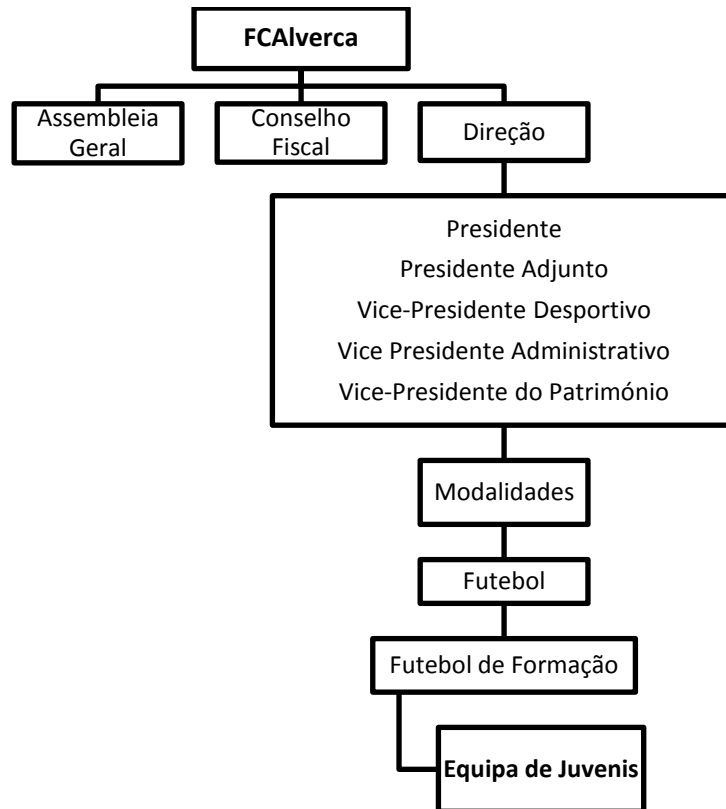 FCAlverca
Assembleia
Geral
Conselho
Fiscal
Direção
Presidente
Presidente Adjunto
Vice-Presidente Desportivo
Vice Presidente Administrativo
Vice-Presidente do Património
Modalidades
Futebol
Futebol de Formação
Equipa de Juvenis